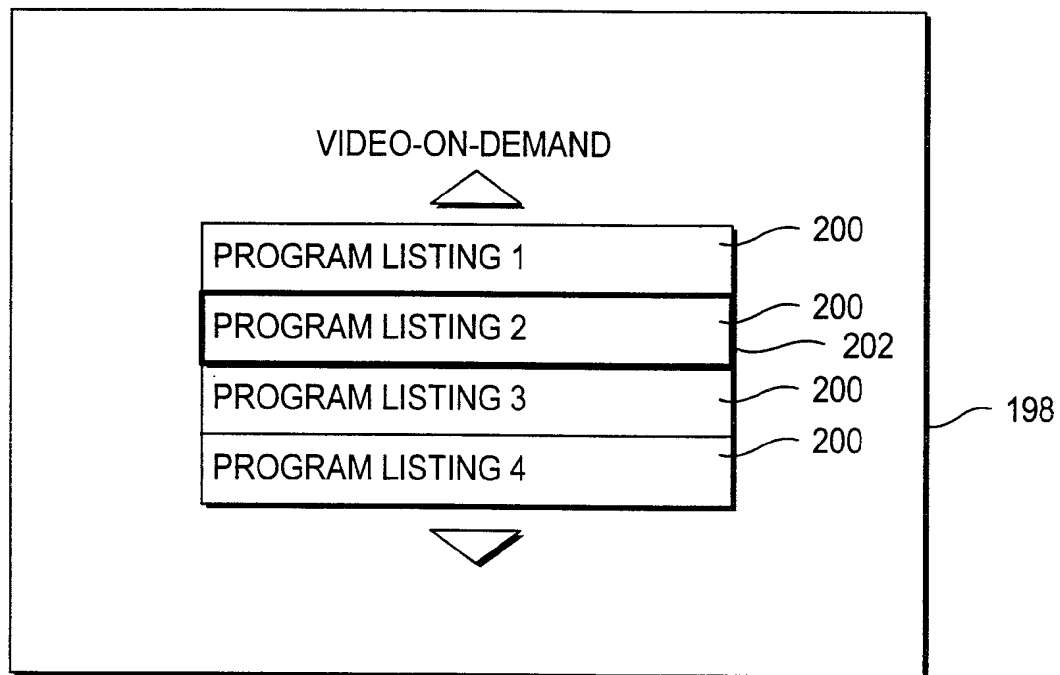 VIDEO-ON-DEMAND
PROGRAM LISTING 1
200
PROGRAM LISTING 2
200
202
PROGRAM LISTING 3
200
198
PROGRAM LISTING 4
200